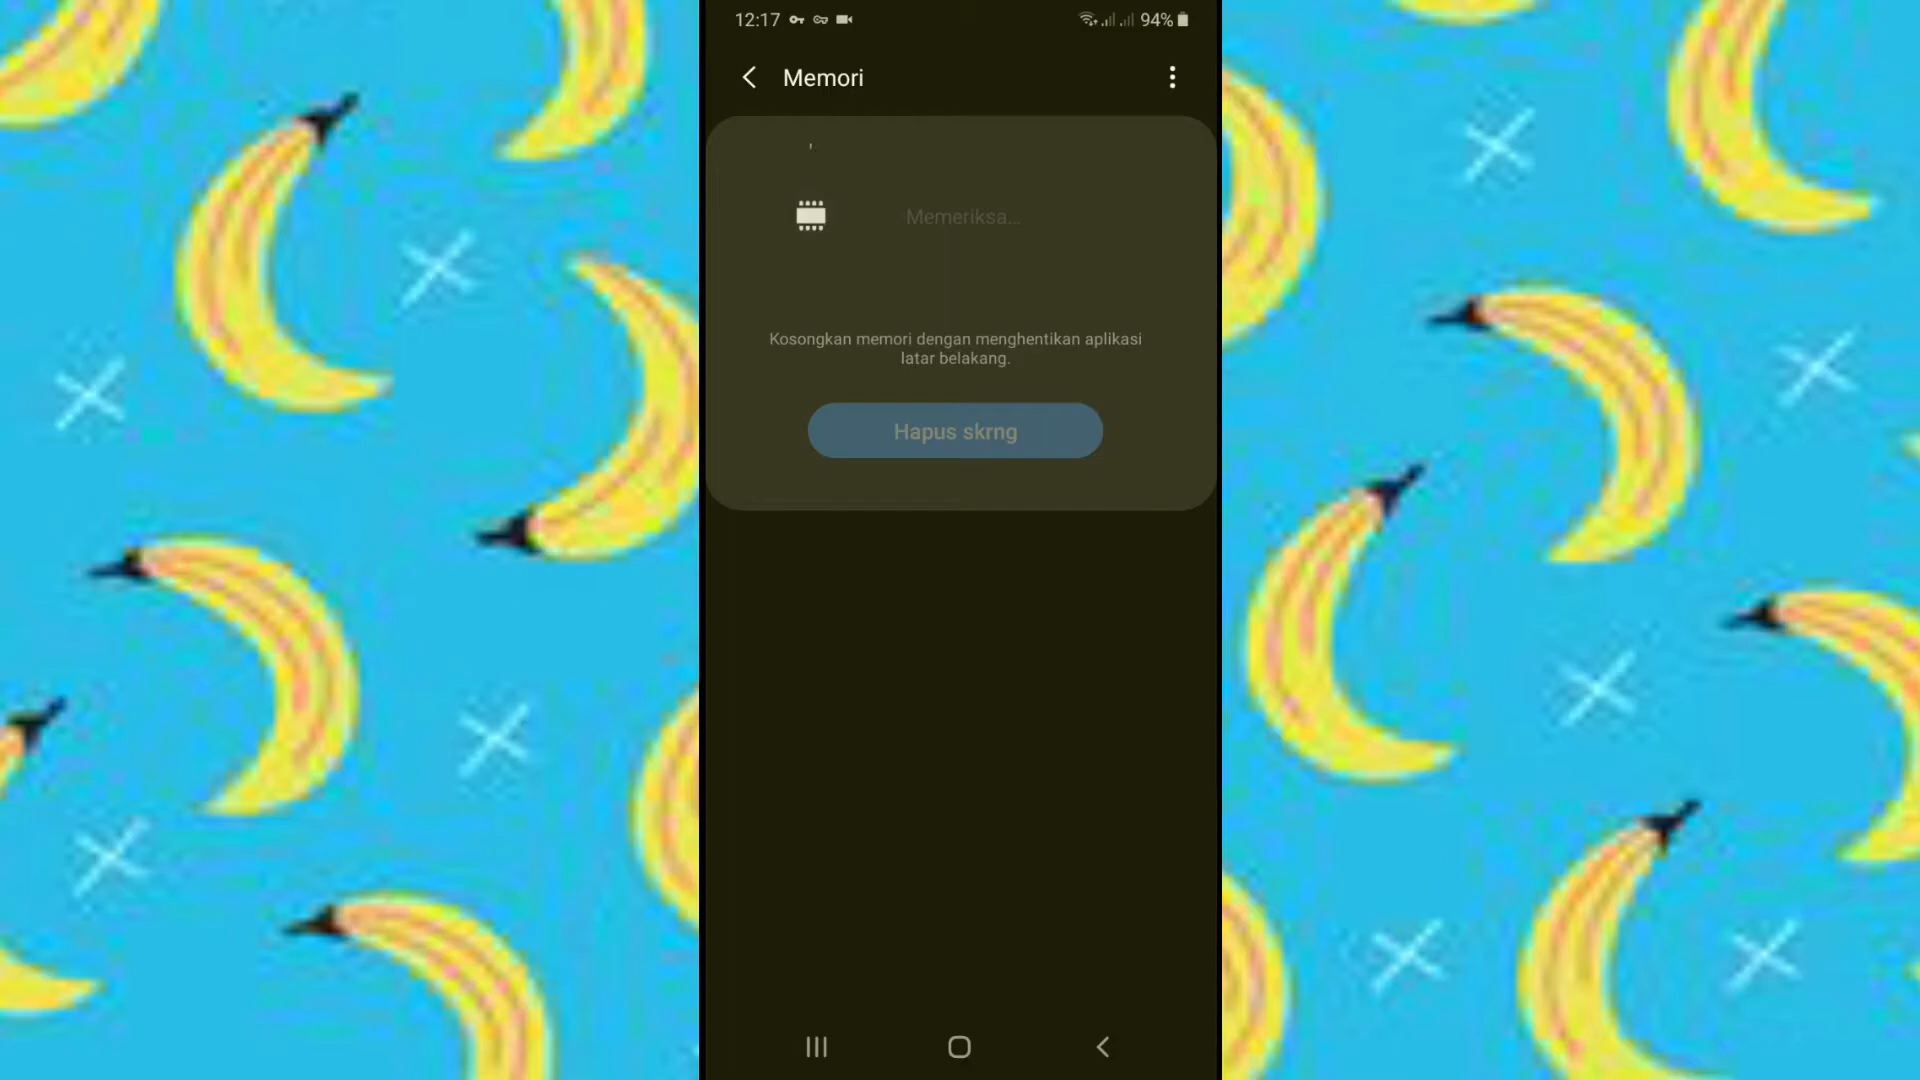 12:17
94%
Memori
Memeriksa...
Kosongkan memori dengan menghentikan aplikasi
latar belakang.
Hapus skrng